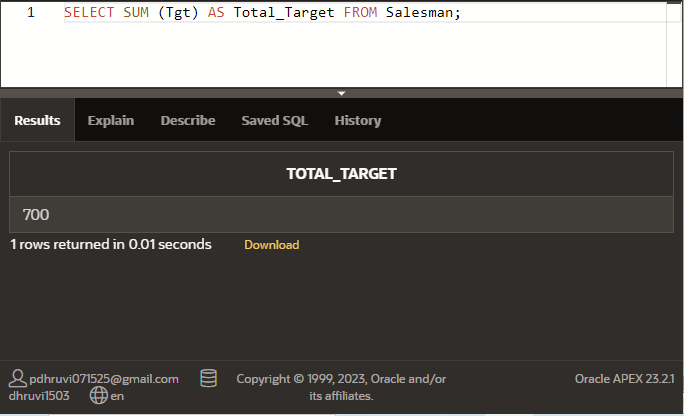 1 SELECT SUM (Tgt) AS Total_Target FROM Salesman;
Results Explain Describe Saved SQL History
TOTAL_TARGET
700
1 rows returned in 0.01 seconds Download
pdhruvi071525@gmail.com Copyright © 1999, 2023, Oracle and/or Oracle APEX 23.2.1
dhruvi1503 en its affiliates.